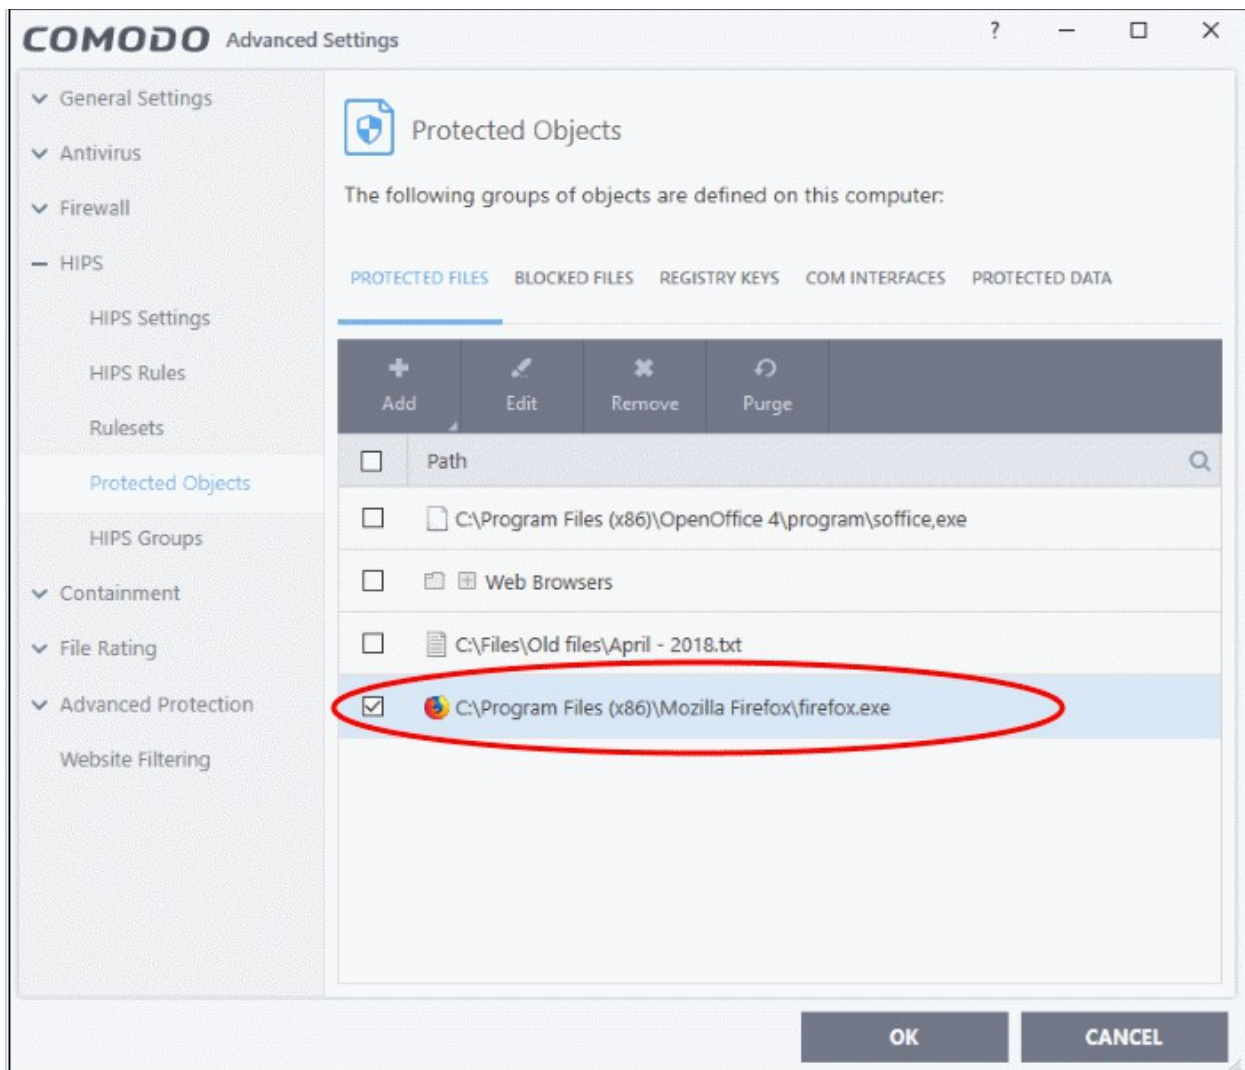 COMODO Advanced Settings ?
General Settings
Antivirus
Firewall
HIPS
HIPS Settings
HIPS Rules
Rulesets
Protected Objects
HIPS Groups
Containment
File Rating
Advanced Protection
Website Filtering
Protected Objects
The following groups of objects are defined on this computer:
PROTECTED FILES BLOCKED FILES REGISTRY KEYS COM INTERFACES PROTECTED DATA
Add Edit Remove Purge
Path
C:\Program Files (x86)\OpenOffice 4\program\soffice,exe
Web Browsers
C:\Files\Old files\April - 2018.txt
C:\Program Files (x86)\Mozilla Firefox\firefox.exe
OK CANCEL